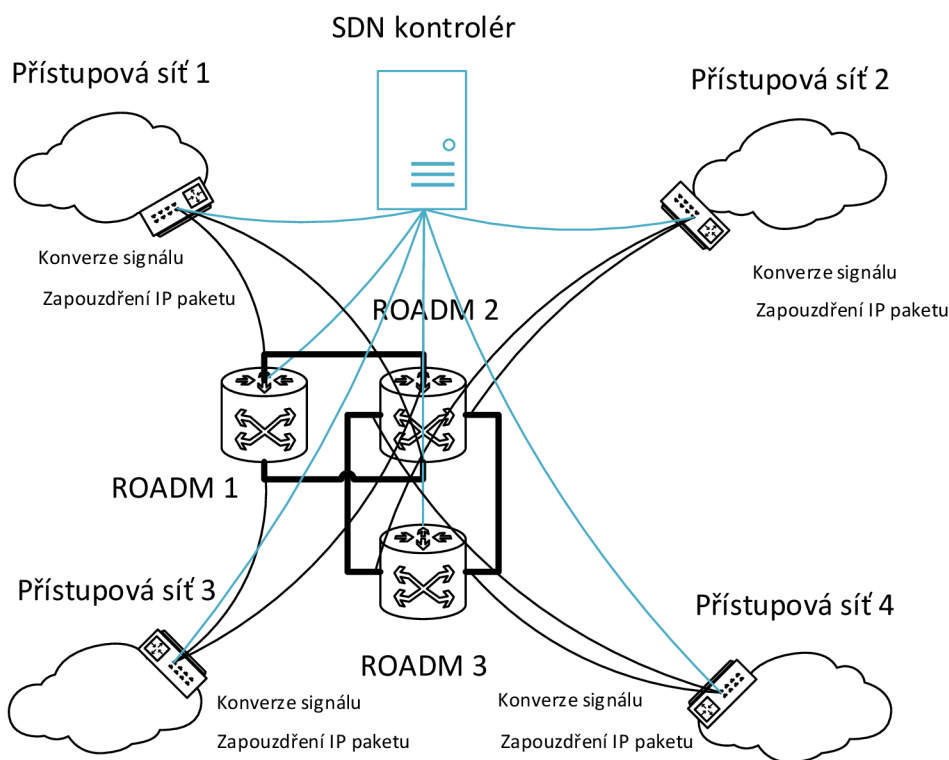 SDN kontrolér
Přístupová síť 1
Přístupová síť 2
Konverze signálu
Zapouzdření IP paketu
Konverze signálu
Zapouzdření IP paketu
ROADM 2
ROADM 1
Přístupová síť 3
Přístupová síť 4
ROADM 3
Konverze signálu
Zapouzdření IP paketu
Konverze signálu
Zapouzdření IP paketu